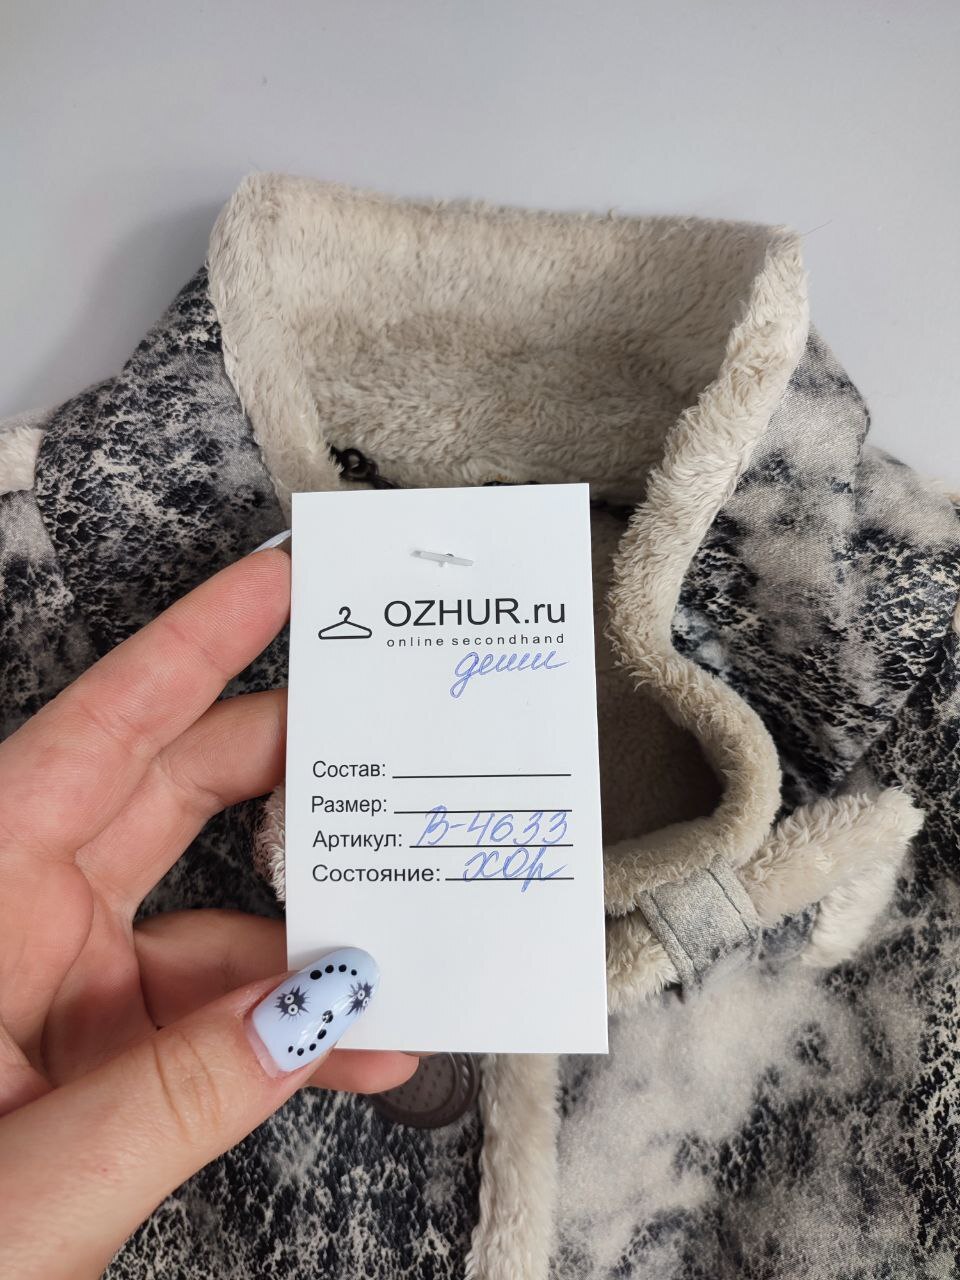 OZHUR.ru
online secondhand
деми
Состав:
Размер:
Артикул: В-4633
Состояние: хор